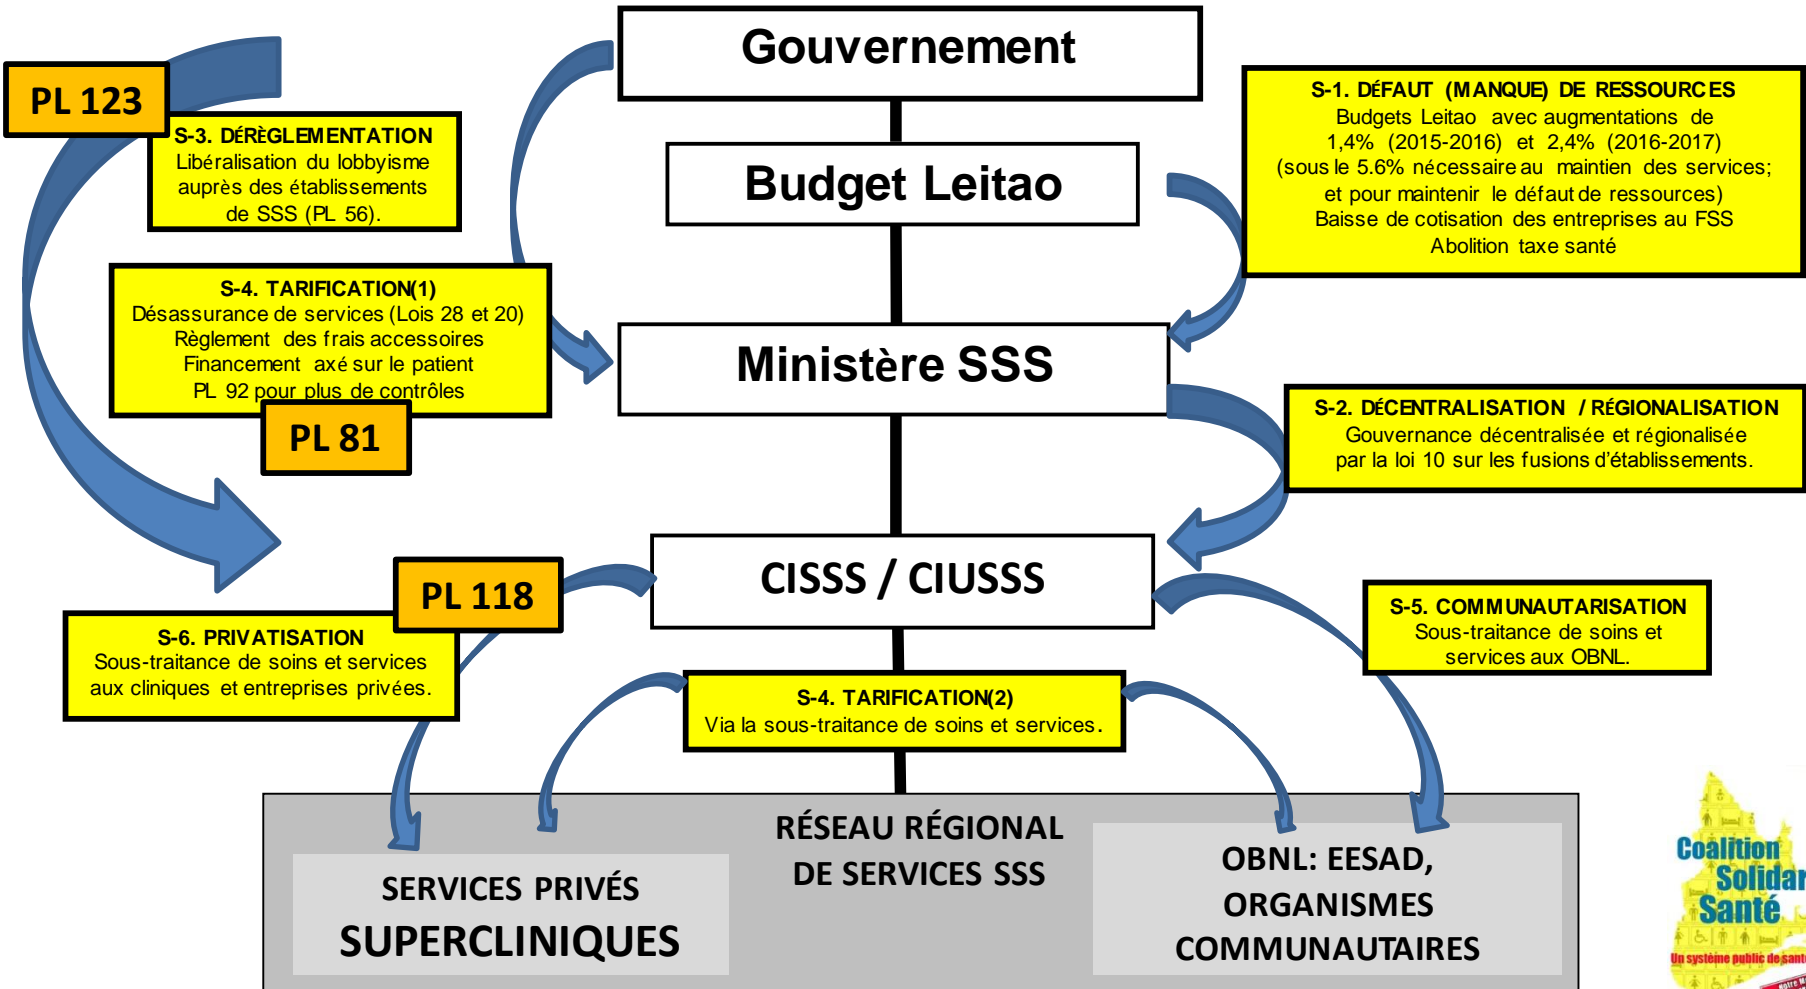 Gouvernement
PL 123
S-3. DÉRÈGLEMENTATION
Libéralisation du lobbyisme
auprès des établissements
de SSS (PL 56).
Budget Leitao
S-1. DÉFAUT (MANQUE) DE RESSOURCES
Budgets Leitao avec augmentations de
1,4% (2015-2016) et 2,4% (2016-2017)
(sous le 5.6% nécessaire au maintien des services;
et pour maintenir le défaut de ressources)
Baisse de cotisation des entreprises au FSS
Abolition taxe santé
S-4. TARIFICATION(1)
Désassurance de services (Lois 28 et 20)
Règlement des frais accessoires
Financement axé sur le patient
PL 92 pour plus de contrôles
PL 81
Ministère SSS
S-2. DÉCENTRALISATION / RÉGIONALISATION
Gouvernance décentralisée et régionalisée
par la loi 10 sur les fusions d'établissements.
CISSS / CIUSSS
PL 118
S-6. PRIVATISATION
Sous-traitance de soins et services
aux cliniques et entreprises privées.
S-5. COMMUNAUTARISATION
Sous-traitance de soins et
services aux OBNL.
S-4. TARIFICATION(2)
Via la sous-traitance de soins et services.
RÉSEAU RÉGIONAL
DE SERVICES SSS
SERVICES PRIVÉS
SUPERCLINIQUES
OBNL: EESAD,
ORGANISMES
COMMUNAUTAIRES
Coalition
Solidar
Santé
Un système public de sant